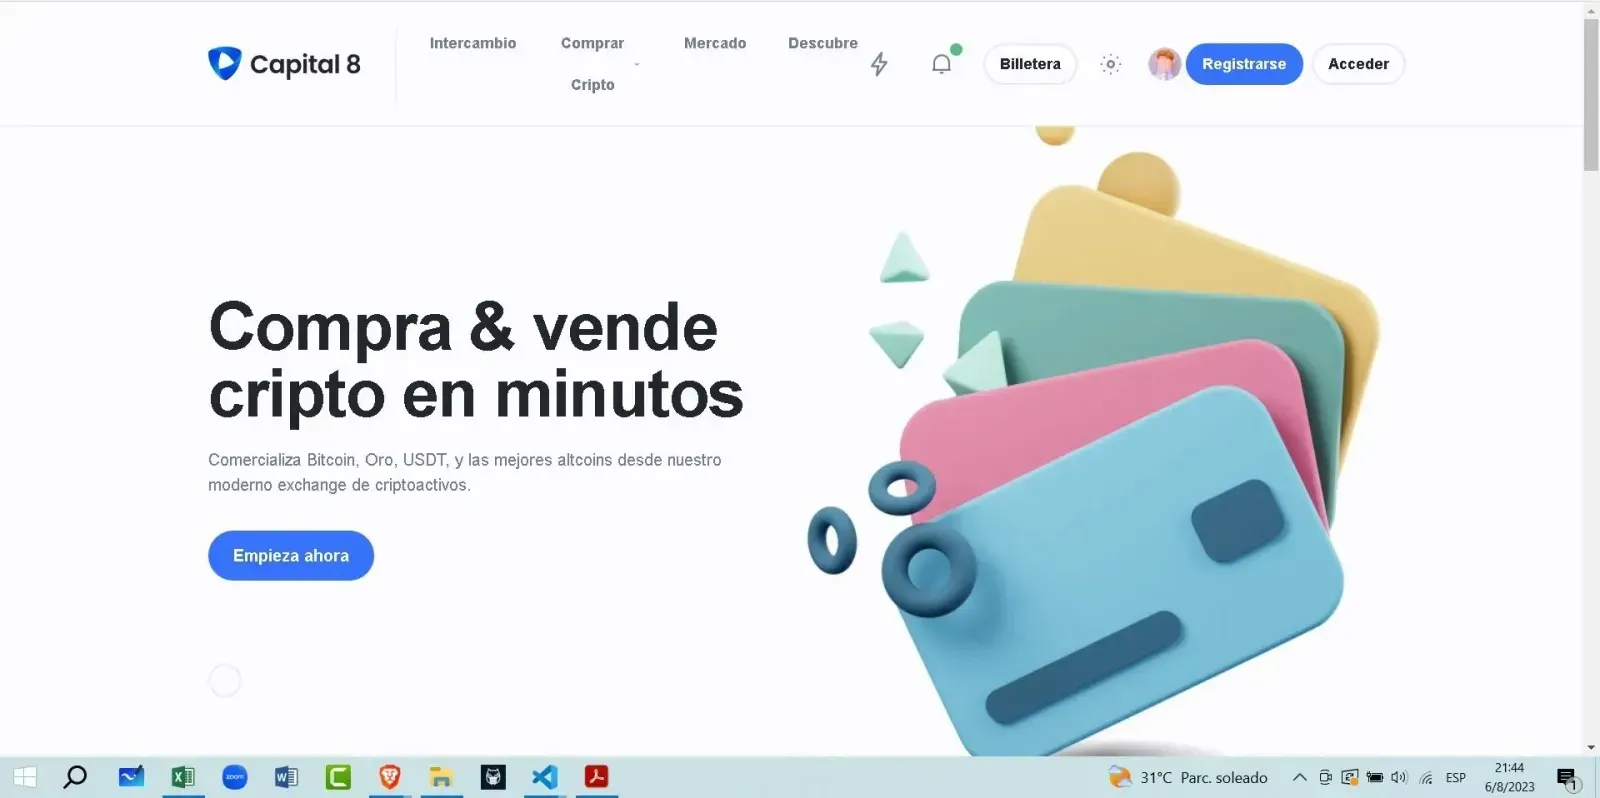 Capital 8
Intercambio
Comprar
Cripto
Mercado
Descubre
Billetera
Registrarse
Acceder
Compra & vende
cripto en minutos
Comercializa Bitcoin, Oro, USDT, y las mejores altcoins desde nuestro
moderno exchange de criptoactivos.
Empieza ahora
zoom
31°C Parc. soleado
ESP
21:44
6/8/2023
1